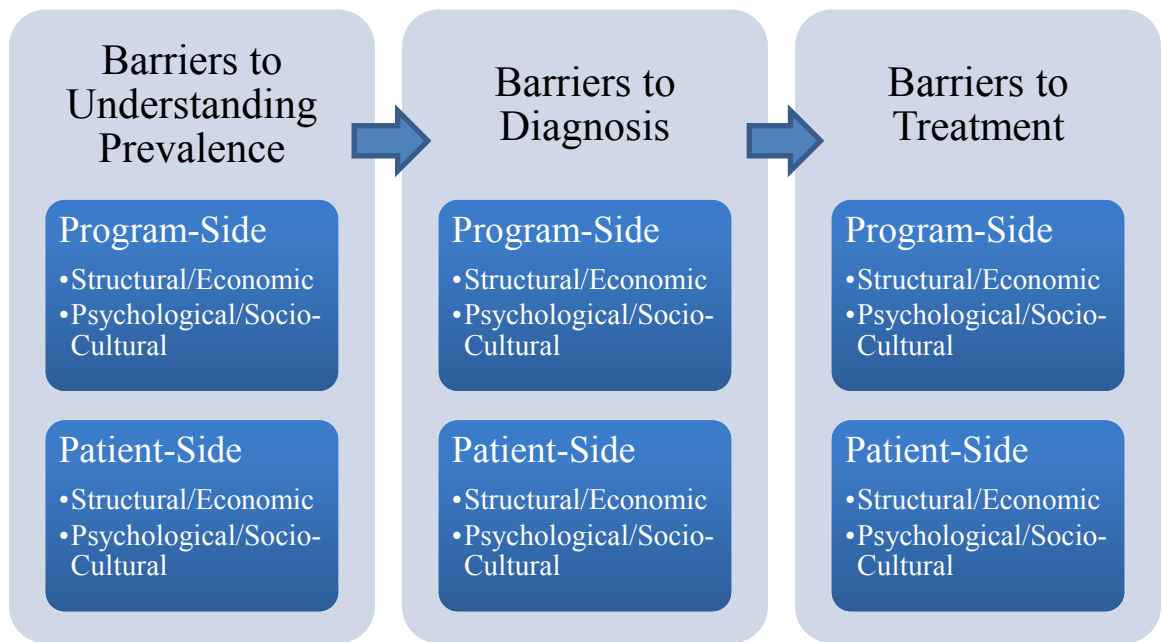 Barriers to
Understanding
Prevalence
Program-Side
•Structural/Economic
•Psychological/Socio-
Cultural
Patient-Side
•Structural/Economic
•Psychological/Socio-
Cultural
Barriers to
Diagnosis
Program-Side
•Structural/Economic
•Psychological/Socio-
Cultural
Patient-Side
•Structural/Economic
•Psychological/Socio-
Cultural
Barriers to
Treatment
Program-Side
•Structural/Economic
•Psychological/Socio-
Cultural
Patient-Side
•Structural/Economic
•Psychological/Socio-
Cultural